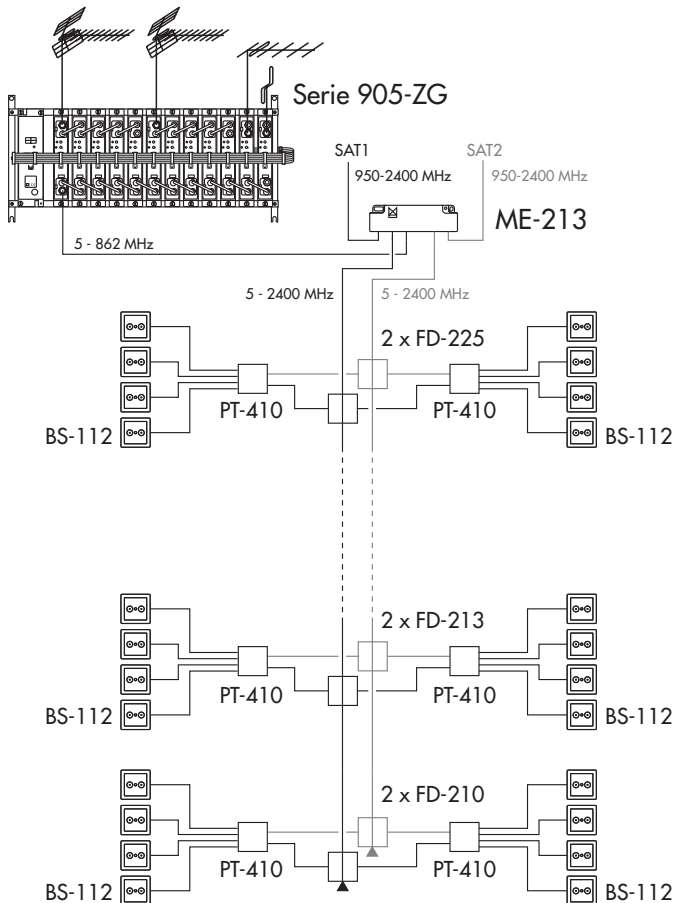 Serie 905-ZG
SAT1
SAT2
950-2400 MHz
950-2400 MHz
ME-213
5 - 862 MHz
5 - 2400 MHz
5 - 2400 MHz
2 x FD-225
PT-410
PT-410
BS-112
BS-112
2 x FD-213
PT-410
PT-410
BS-112
BS-112
2 x FD-210
PT-410
PT-410
BS-112
BS-112